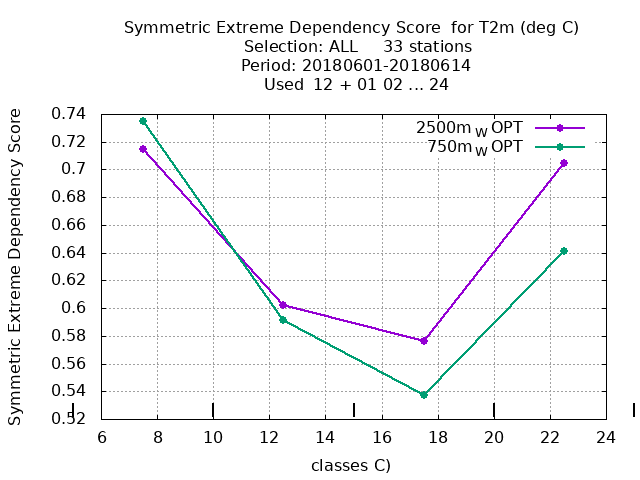 Symmetric Extreme Dependency Score  for T2m (deg C)
Selection: ALL     33 stations
Period: 20180601-20180614
Used  12 + 01 02 ... 24
Symmetric Extreme Dependency Score
0.74
0.72
0.7
0.68
0.66
0.64
0.62
0.6
0.58
0.56
0.54
0.52
2500m W OPT
750m W OPT
6 8 10 12 14 16 18 20 22 24
classes C)